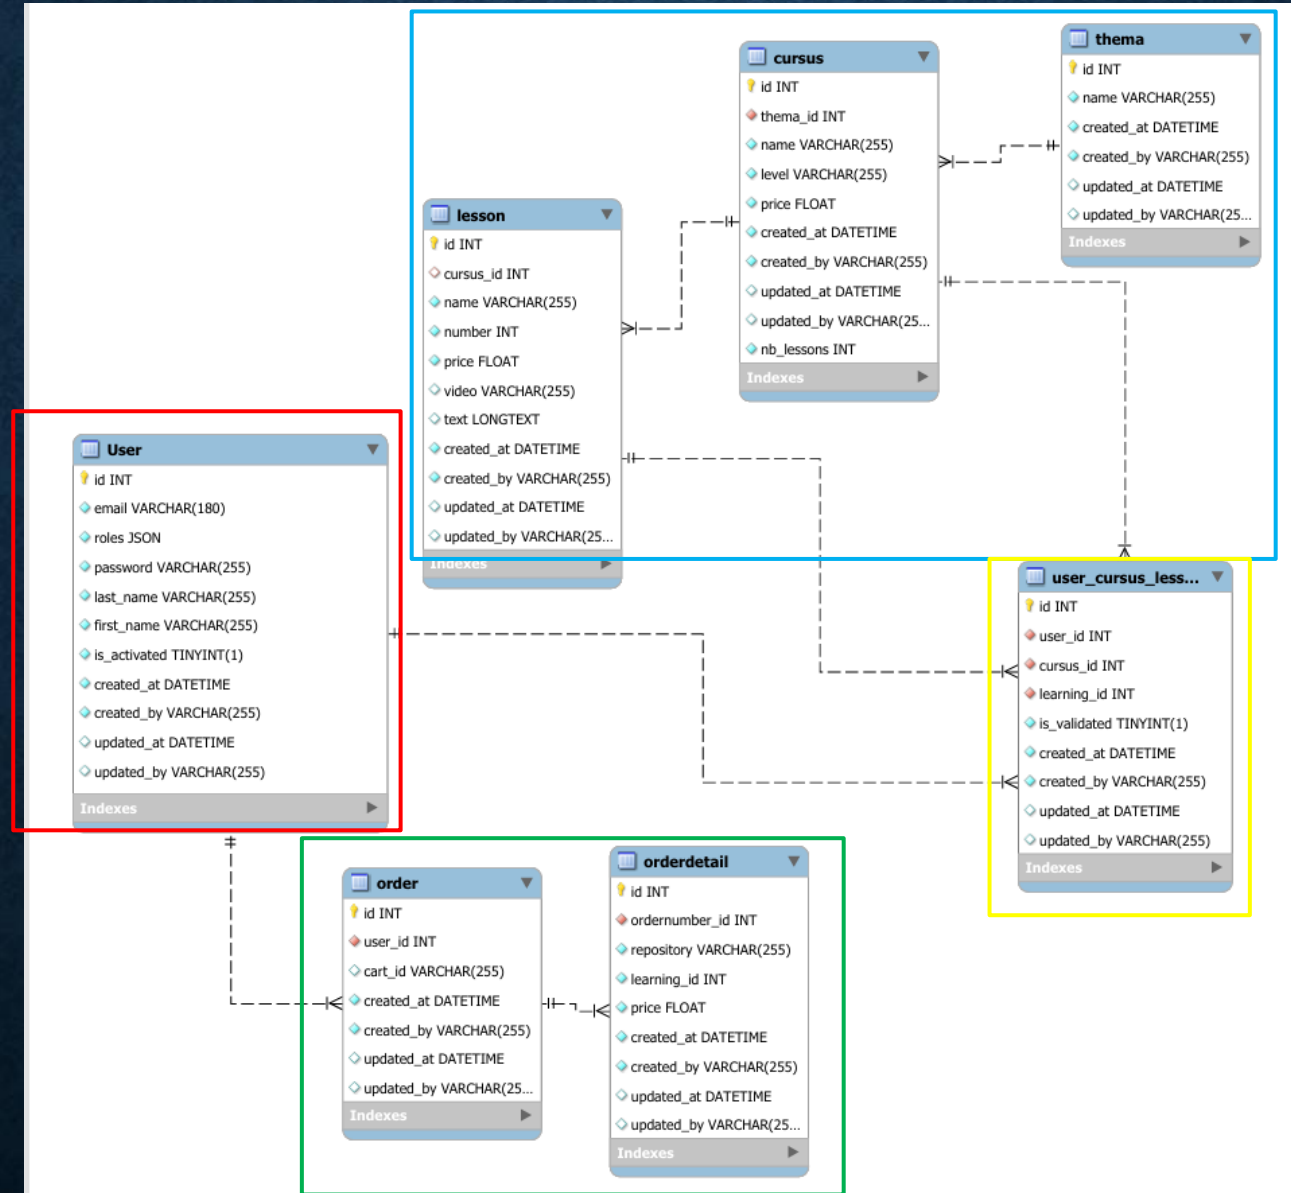 thema
id INT
name VARCHAR(255)
created_at DATETIME
created_by VARCHAR(255)
updated_at DATETIME
updated_by VARCHAR(25...
Indexes
cursus
id INT
thema_id INT
name VARCHAR(255)
level VARCHAR(255)
price FLOAT
created_at DATETIME
created_by VARCHAR(255)
updated_at DATETIME
updated_by VARCHAR(25...
nb_lessons INT
Indexes
lesson
id INT
cursus_id INT
name VARCHAR(255)
number INT
price FLOAT
video VARCHAR(255)
text LONGTEXT
created_at DATETIME
created_by VARCHAR(255)
updated_at DATETIME
updated_by VARCHAR(25...
Indexes
User
id INT
email VARCHAR(180)
roles JSON
password VARCHAR(255)
last_name VARCHAR(255)
first_name VARCHAR(255)
is_activated TINYINT(1)
created_at DATETIME
created_by VARCHAR(255)
updated_at DATETIME
updated_by VARCHAR(255)
Indexes
user_cursus_less...
id INT
user_id INT
cursus_id INT
learning_id INT
is_validated TINYINT(1)
created_at DATETIME
created_by VARCHAR(255)
updated_at DATETIME
updated_by VARCHAR(255)
Indexes
order
id INT
user_id INT
cart_id VARCHAR(255)
created_at DATETIME
created_by VARCHAR(255)
updated_at DATETIME
updated_by VARCHAR(25...
Indexes
orderdetail
id INT
ordernumber_id INT
repository VARCHAR(255)
learning_id INT
price FLOAT
created_at DATETIME
created_by VARCHAR(255)
updated_at DATETIME
updated_by VARCHAR(25...
Indexes